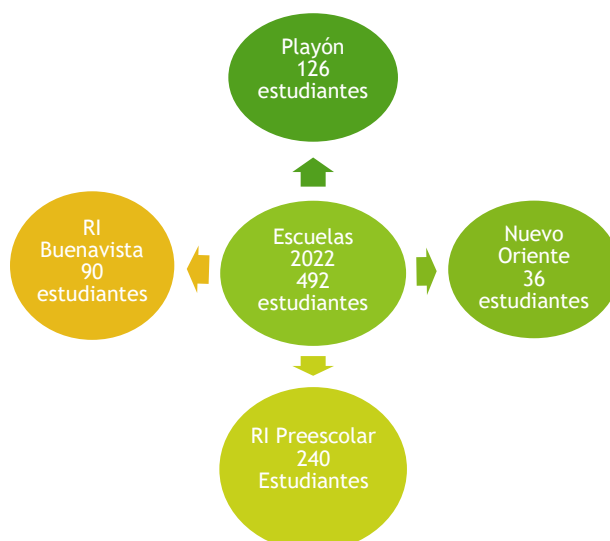 Playón
126
estudiantes
RI
Buenavista
90
estudiantes
Escuelas
2022
492
estudiantes
Nuevo
Oriente
36
estudiantes
RI Preescolar
240
Estudiantes